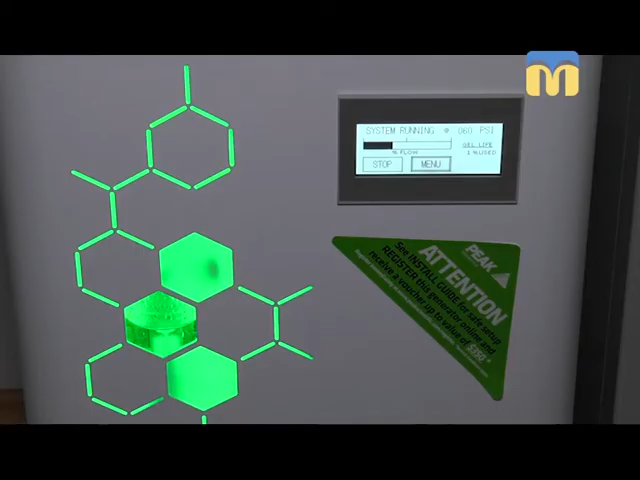 SYSTEM RUNNING 060 PSI
% FLOW
GEL LIFE
% USED
STOP
MENU
PEAK
ATTENTION
See INSTALL GUIDE for safe setup
REGISTER this generator online and
receive a voucher up to value of $350*